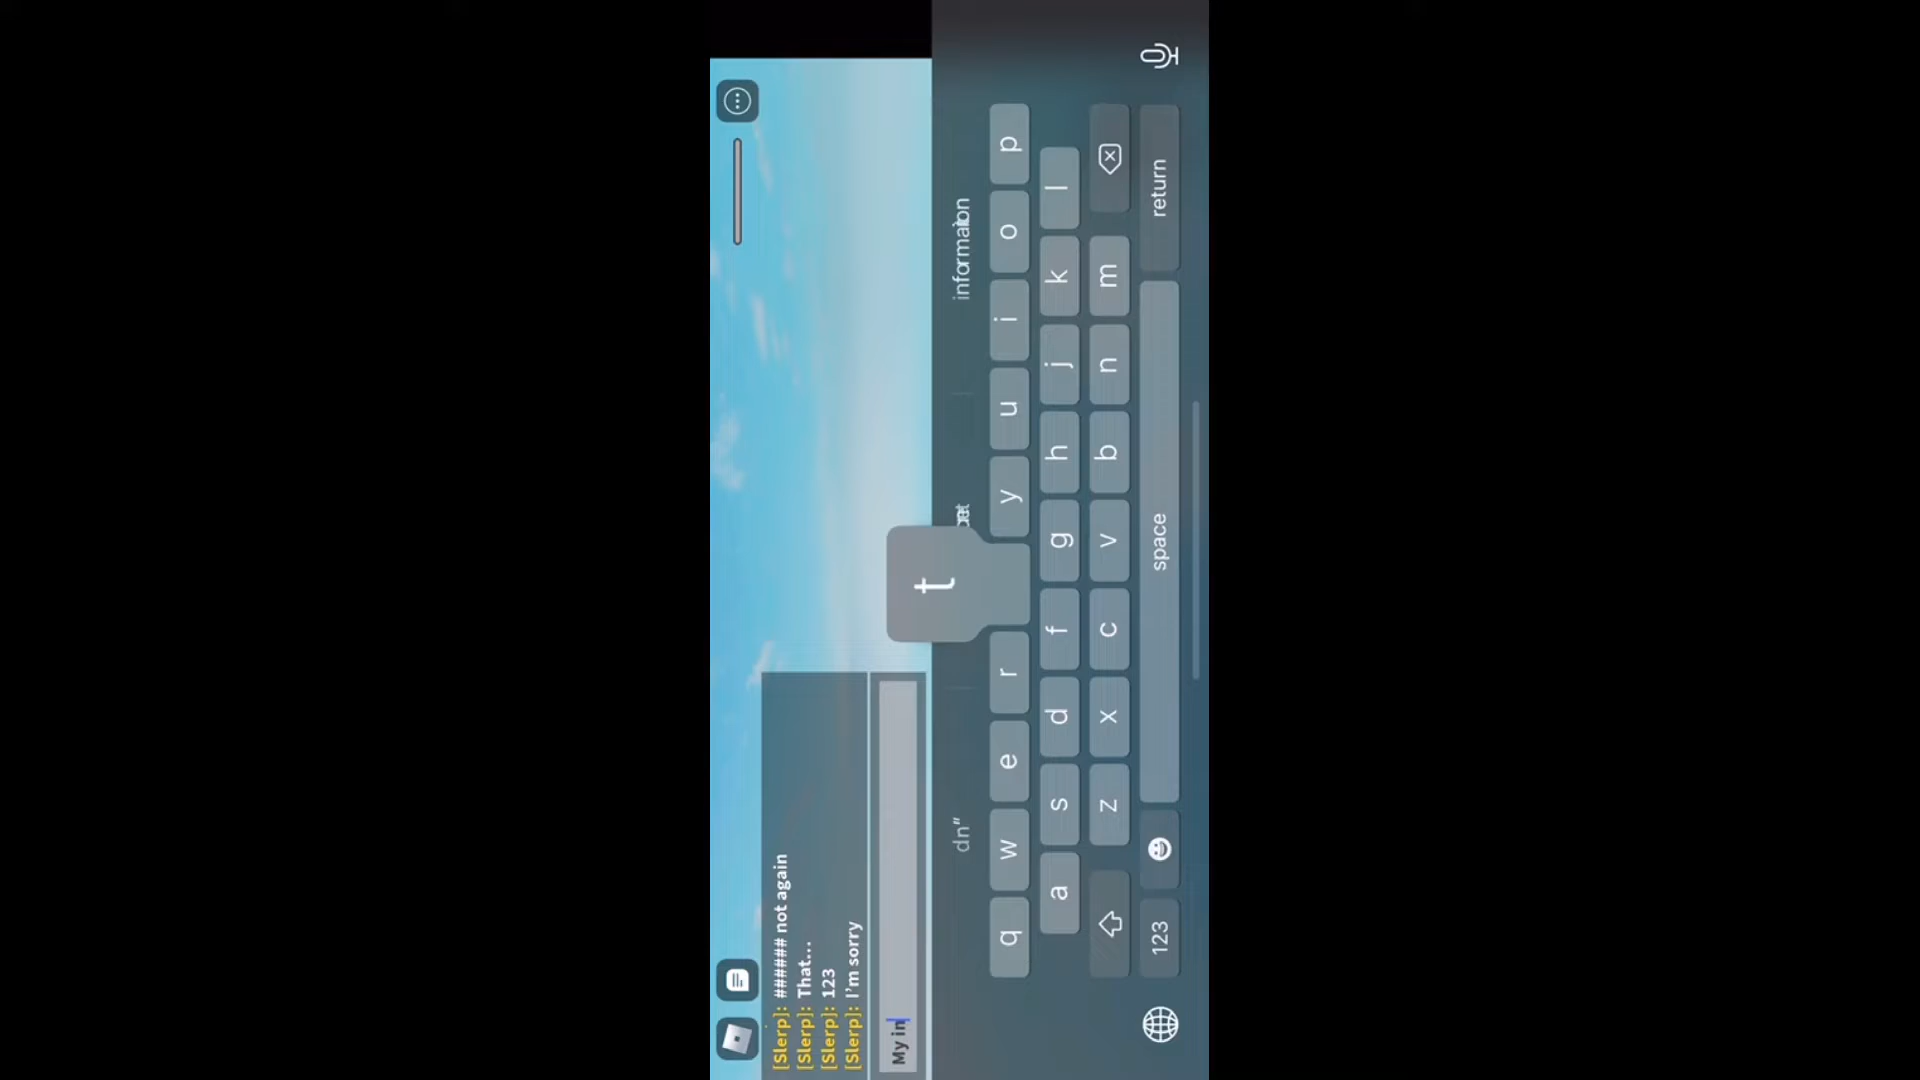 [Slerp]: ###### not again
[Slerp]: That...
[Slerp]: 123
[Slerp]: I'm sorry
My in
information
q w e r t y u i o p
a s d f g h j k l
z x c v b n m
123 space return